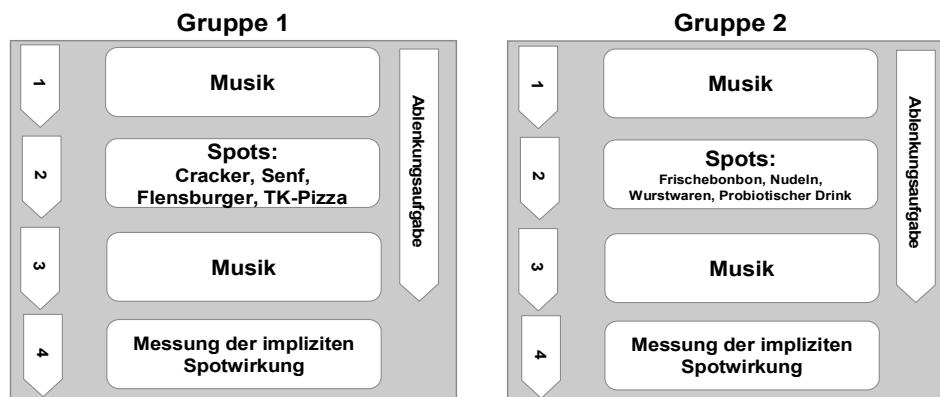 Gruppe 1
1
Musik
2
Spots:
Cracker, Senf,
Flensburger, TK-Pizza
3
Musik
4
Messung der impliziten
Spotwirkung
Ablenkungsaufgabe
Gruppe 2
1
Musik
2
Spots:
Frischebonbon, Nudeln,
Wurstwaren, Probiotischer Drink
3
Musik
4
Messung der impliziten
Spotwirkung
Ablenkungsaufgabe